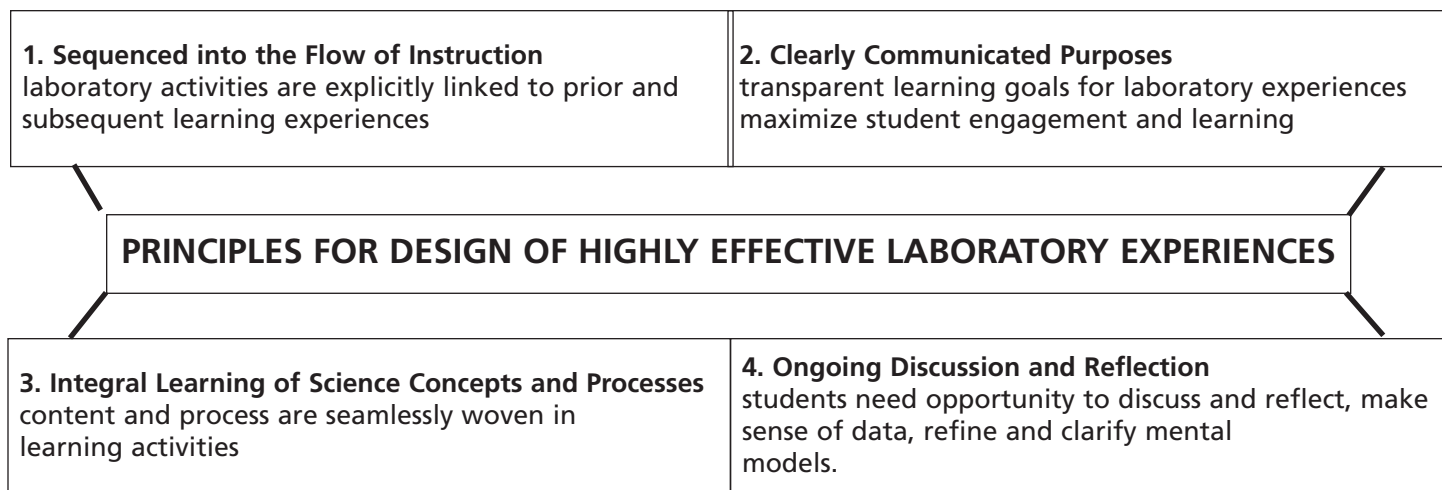 1. Sequenced into the Flow of Instruction
laboratory activities are explicitly linked to prior and
subsequent learning experiences
2. Clearly Communicated Purposes
transparent learning goals for laboratory experiences
maximize student engagement and learning
PRINCIPLES FOR DESIGN OF HIGHLY EFFECTIVE LABORATORY EXPERIENCES
3. Integral Learning of Science Concepts and Processes
content and process are seamlessly woven in
learning activities
4. Ongoing Discussion and Reflection
students need opportunity to discuss and reflect, make
sense of data, refine and clarify mental
models.